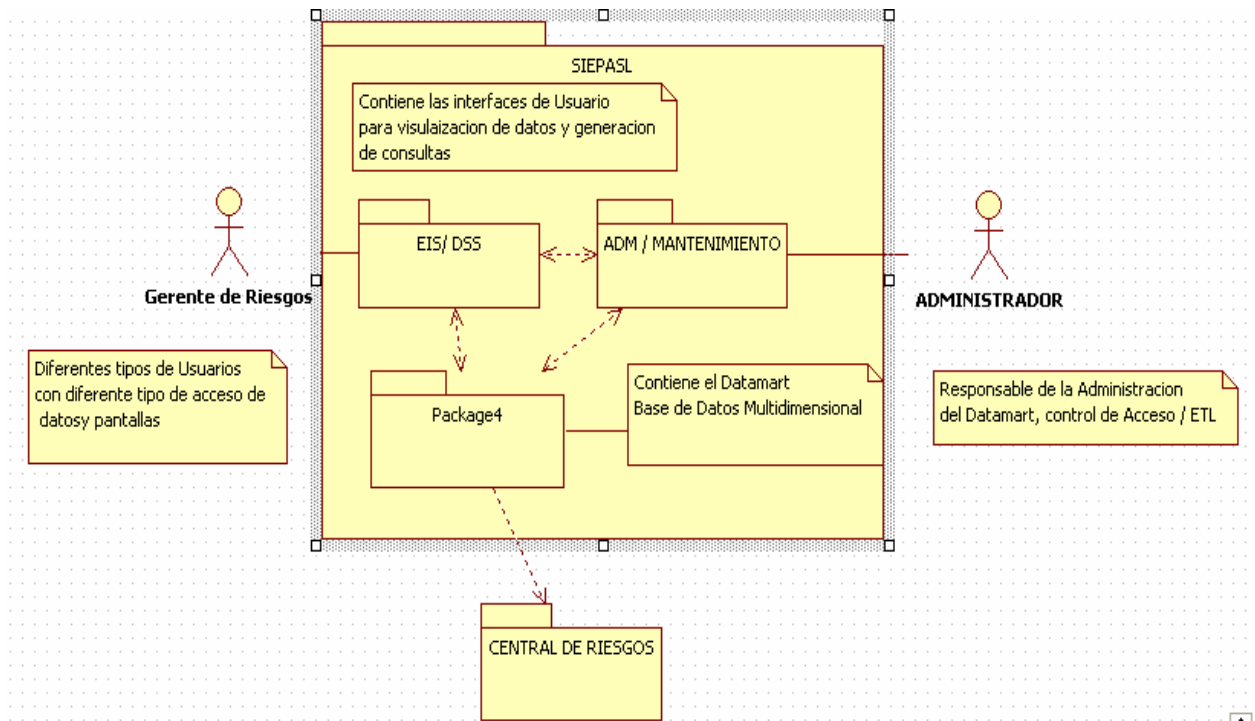 SIEPASL
Contiene las interfaces de Usuario
para visulaizacion de datos y generacion
de consultas
EIS/ DSS
ADM / MANTENIMIENTO
Gerente de Riesgos
ADMINISTRADOR
Diferentes tipos de Usuarios
con diferente tipo de acceso de
datosy pantallas
Package4
Contiene el Datamart
Base de Datos Multidimensional
Responsable de la Administracion
del Datamart, control de Acceso / ETL
CENTRAL DE RIESGOS